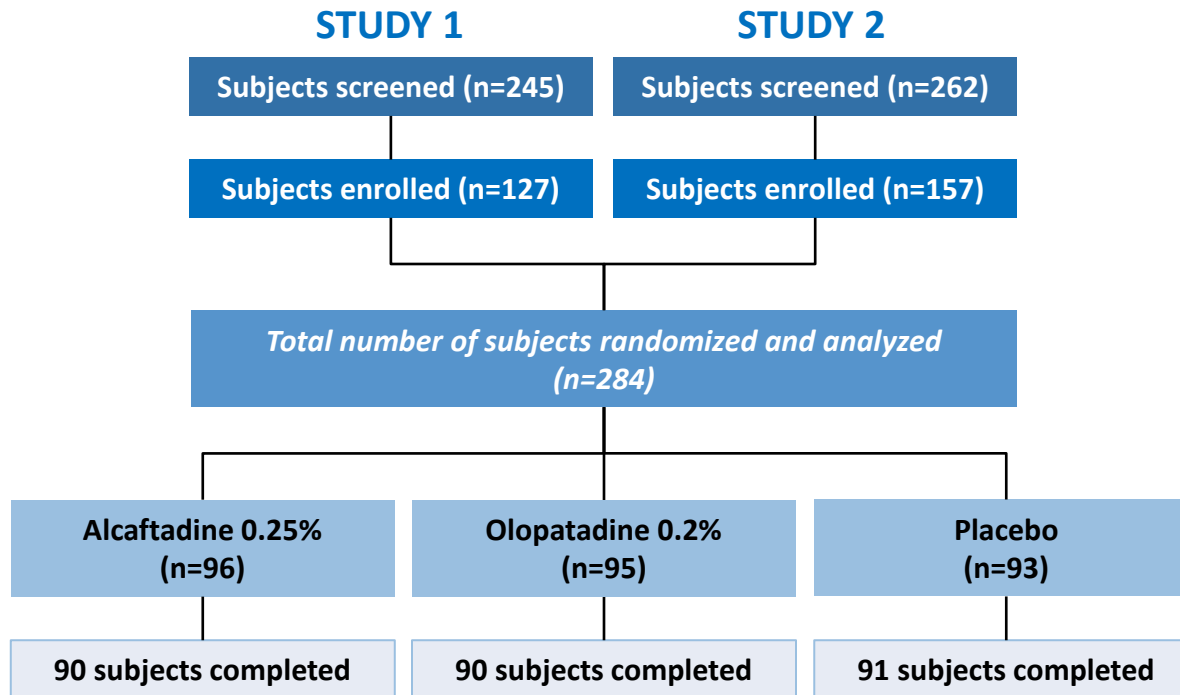 STUDY 1
STUDY 2
Subjects screened (n=245)
Subjects screened (n=262)
Subjects enrolled (n=127)
Subjects enrolled (n=157)
Total number of subjects randomized and analyzed
(n=284)
Alcaftadine 0.25%
(n=96)
Olopatadine 0.2%
(n=95)
Placebo
(n=93)
90 subjects completed
90 subjects completed
91 subjects completed